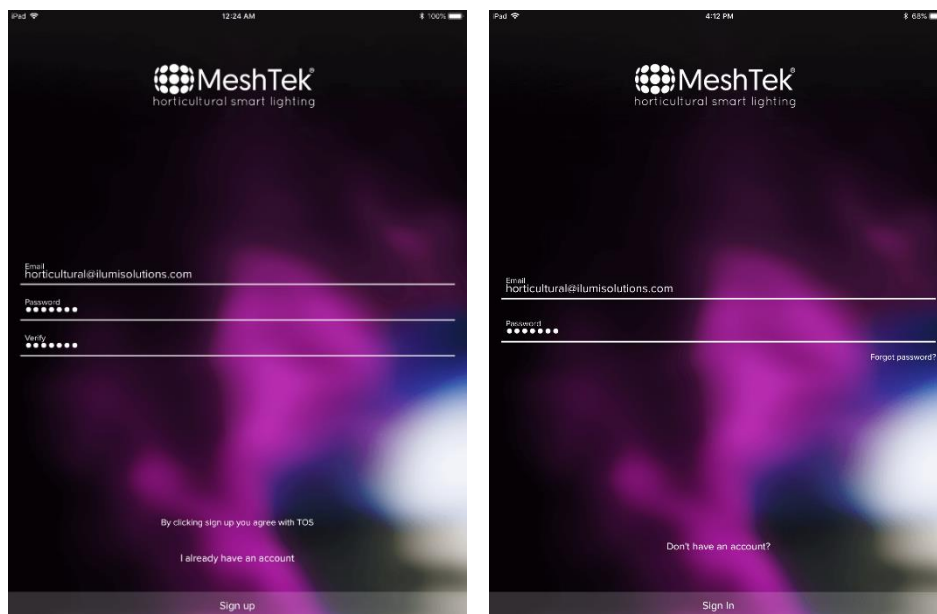 iPad 12:24 AM 100%
MeshTek®
horticultural smart lighting
Email
horticultural@ilumisolutions.com
Password
Verify
By clicking sign up you agree with TOS
I already have an account
Sign up
iPad 4:12 PM 68%
MeshTek®
horticultural smart lighting
Email
horticultural@ilumisolutions.com
Password
Forgot password?
Don't have an account?
Sign In